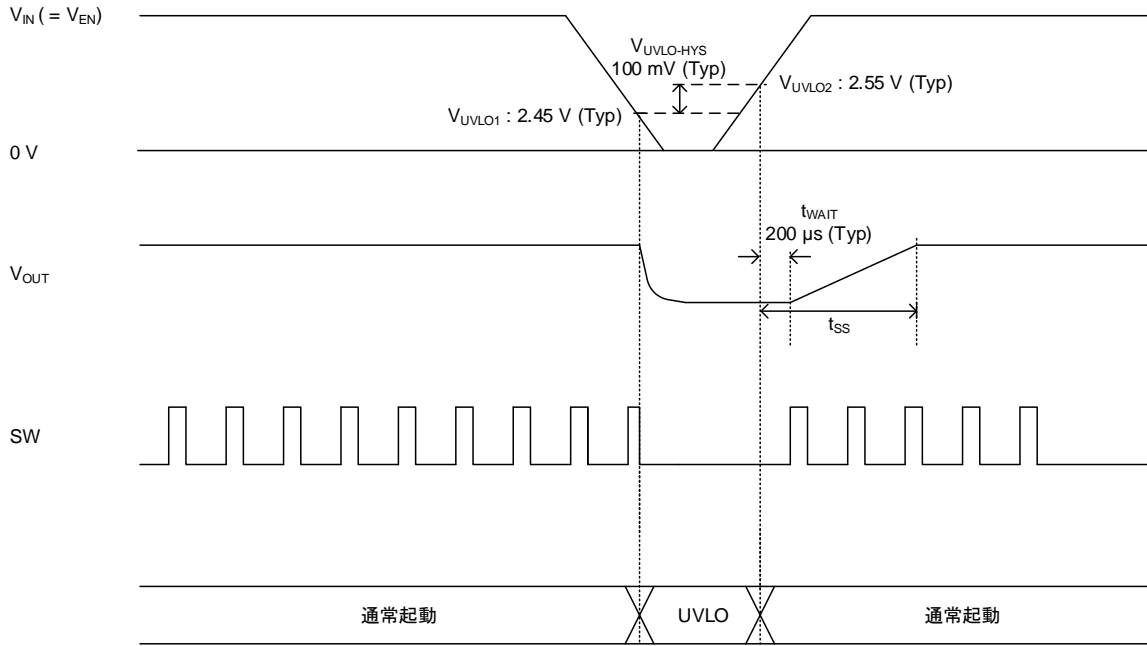 VIN ( = VEN)
VUVLO-HYS
100 mV (Typ)
VUVLO2 : 2.55 V (Typ)
VUVLO1 : 2.45 V (Typ)
0 V
tWAIT
200 µs (Typ)
VOUT
tSS
SW
通常起動
UVLO
通常起動